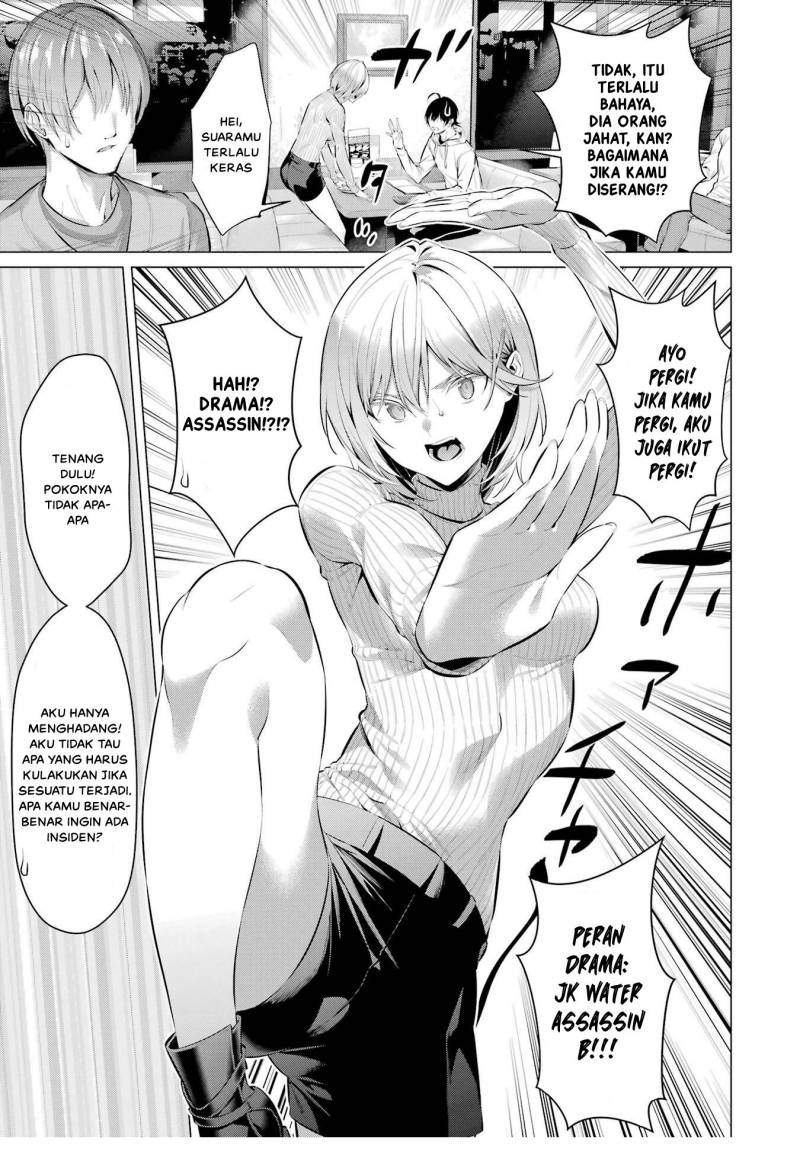 TIDAK, ITU
TERLALU
BAHAYA,
DIA ORANG
JAHAT, KAN?
BAGAIMANA
JIKA KAMU
DISERANG!?
HEI,
SUARAMU
TERLALU
KERAS
ガタ
AYO
PERGI!
JIKA KAMU
PERGI, AKU
JUGA IKUT
PERGI!
HAH!?
DRAMA!?
ASSASSIN!?!?
ホァチャー
PERAN
DRAMA:
JK WATER
ASSASSIN
B!!!
TENANG
DULU!
POKOKNYA
TIDAK APA-
APA
AKU HANYA
MENGHADANG!
AKU TIDAK TAU
APA YANG HARUS
KULAKUKAN JIKA
SESUATU TERJADI.
APA KAMU BENAR-
BENAR INGIN ADA
INSIDEN?